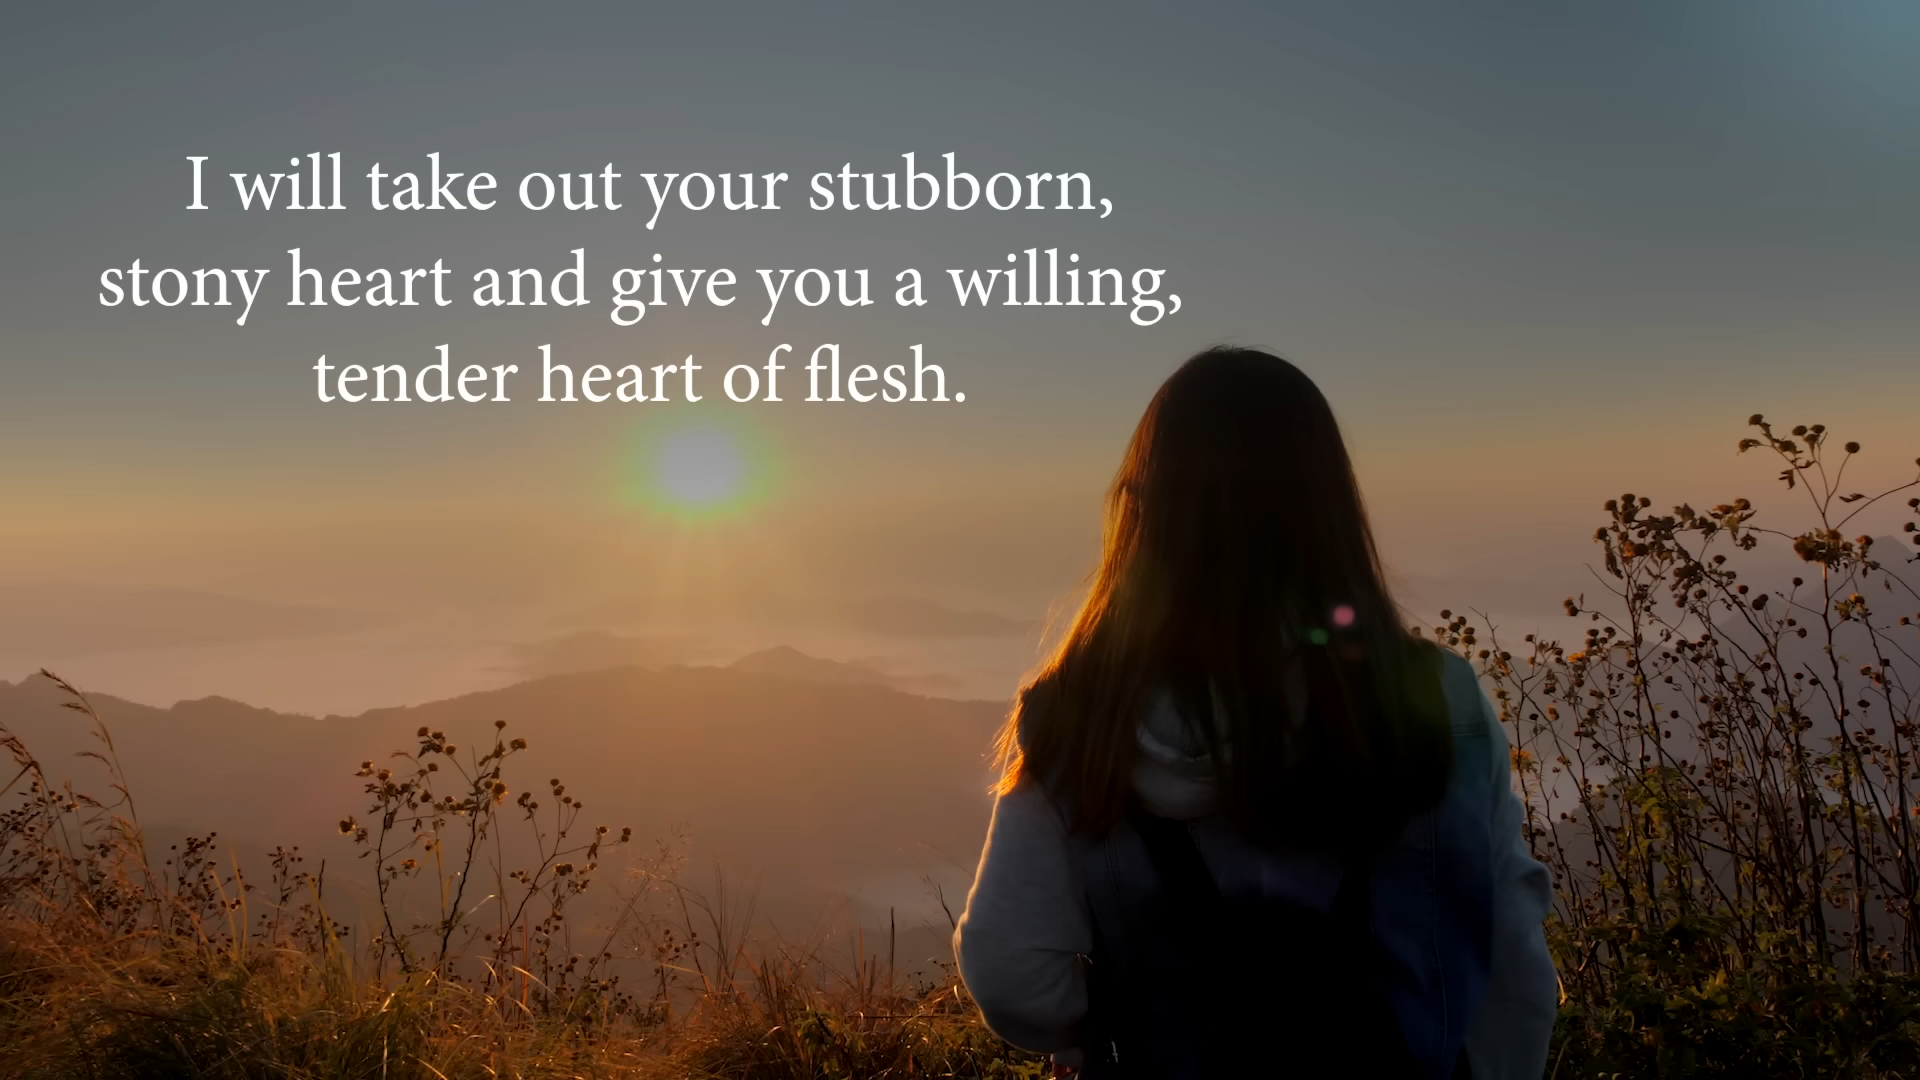 I will take out your stubborn,
stony heart and give you a willing,
tender heart of flesh.